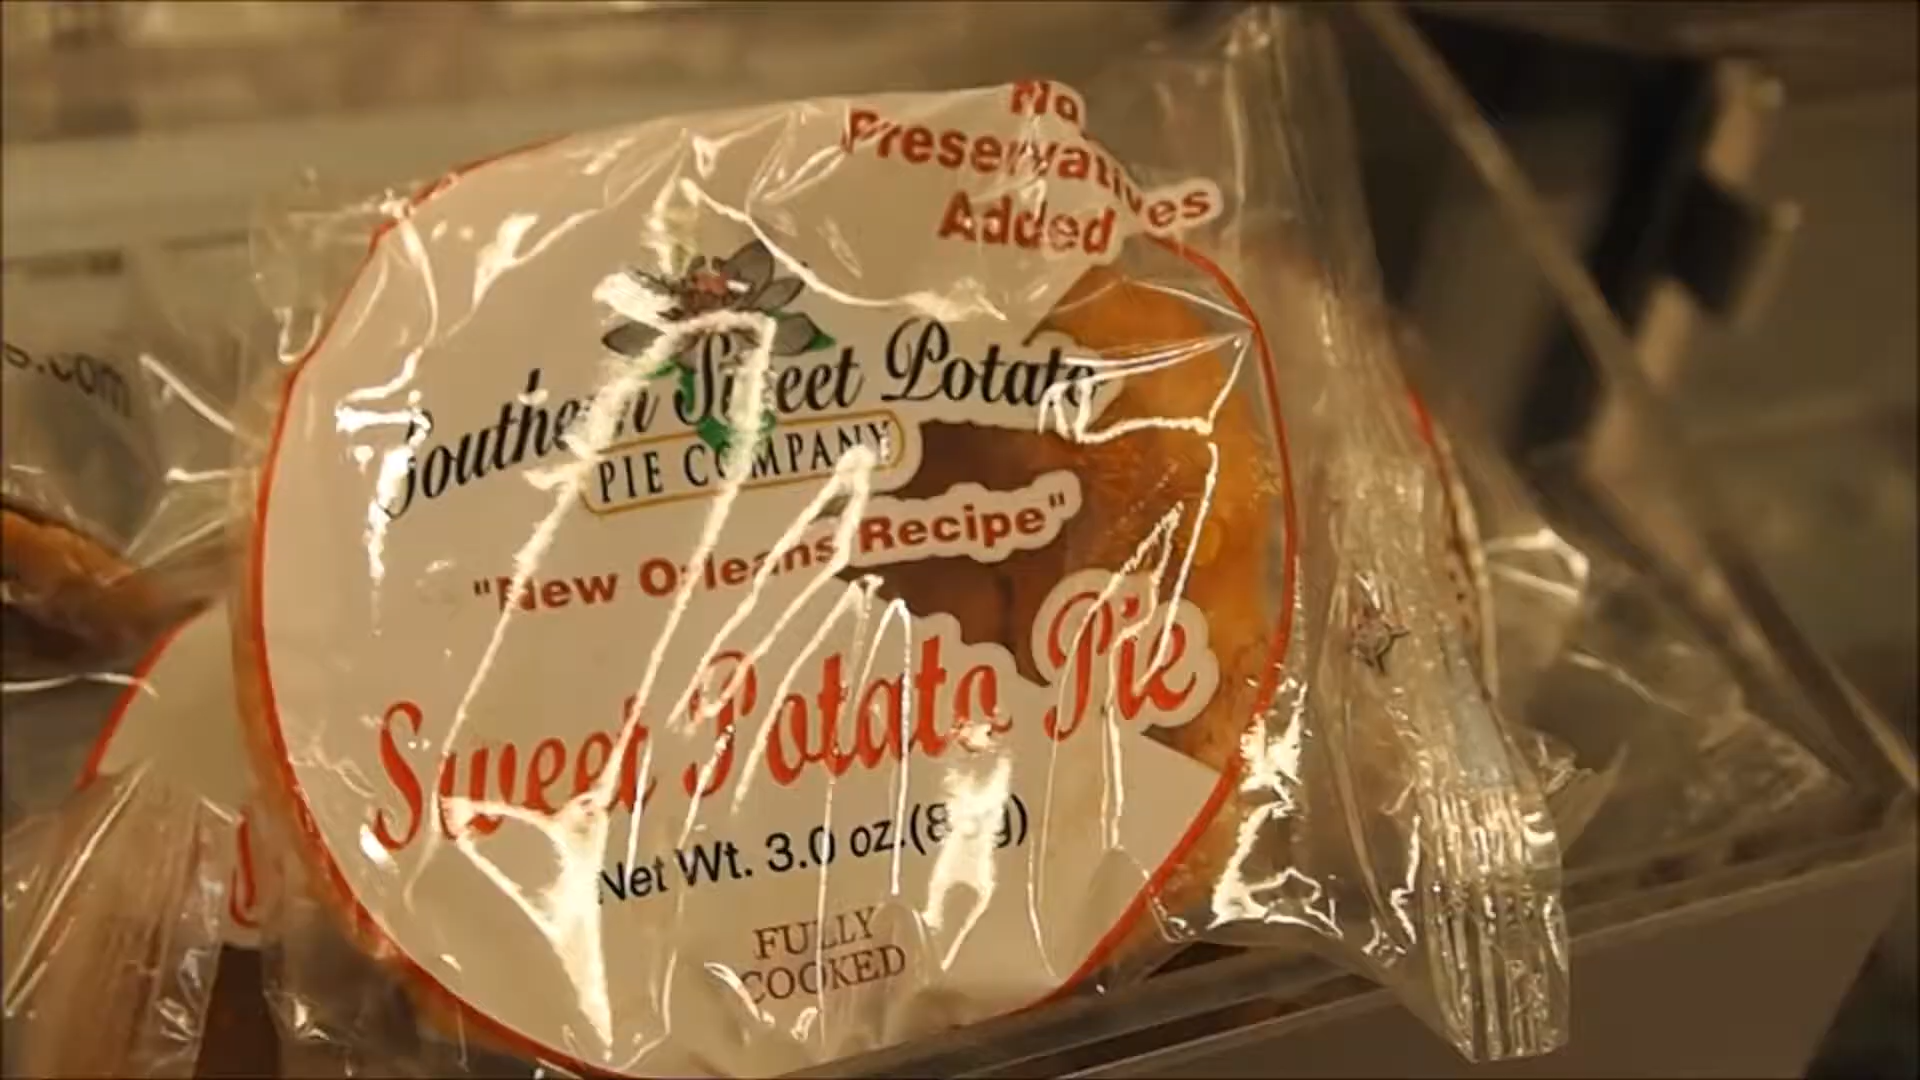 No
Preservatives
Added
Southern Sweet Potato
PIE COMPANY
"New Orleans Recipe"
Sweet Potato Pie
Net Wt. 3.0 oz.
FULLY
COOKED